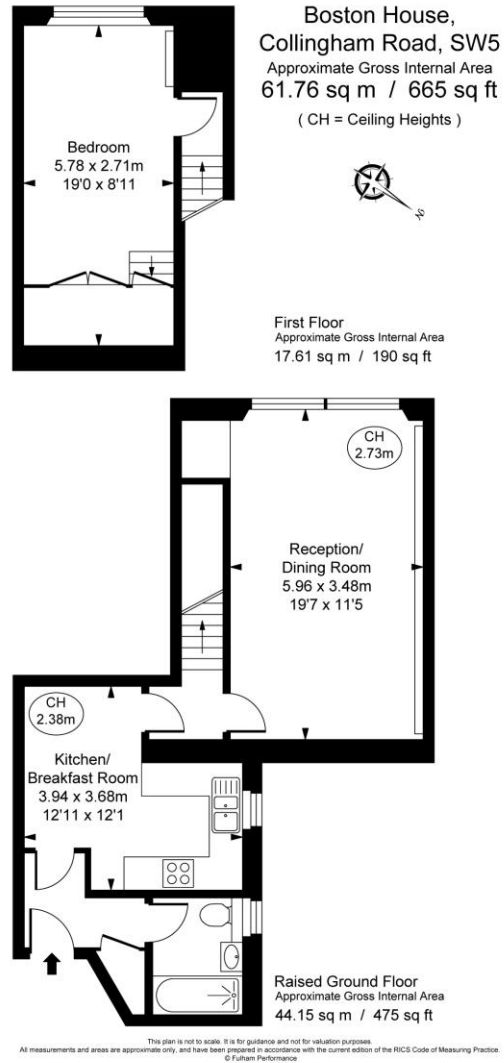 Boston House,
Collingham Road, SW5
Approximate Gross Internal Area
61.76 sq m / 665 sq ft
( CH = Ceiling Heights )
N
Bedroom
5.78 x 2.71m
19'0 x 8'11
First Floor
Approximate Gross Internal Area
17.61 sq m / 190 sq ft
CH
2.73m
Reception/
Dining Room
5.96 x 3.48m
19'7 x 11'5
CH
2.38m
Kitchen/
Breakfast Room
3.94 x 3.68m
12'11 x 12'1
Raised Ground Floor
Approximate Gross Internal Area
44.15 sq m / 475 sq ft
This plan is not to scale. It is for guidance and not for valuation purposes.
All measurements and areas are approximate only, and have been prepared in accordance with the current edition of the RICS Code of Measuring Practice.
© Fulham Performance